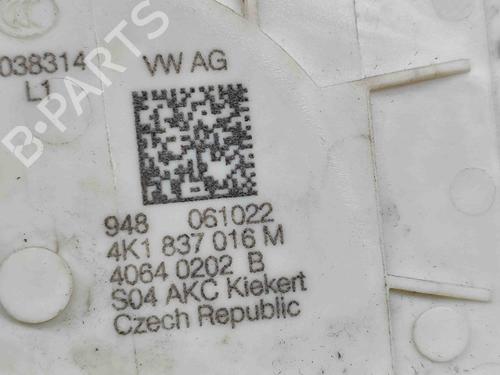 038314
L1
VW AG
948 061022
4K1 837 016 M
4064 0202 B
S04 AKC Kiekert
Czech Republic
B-PARTS